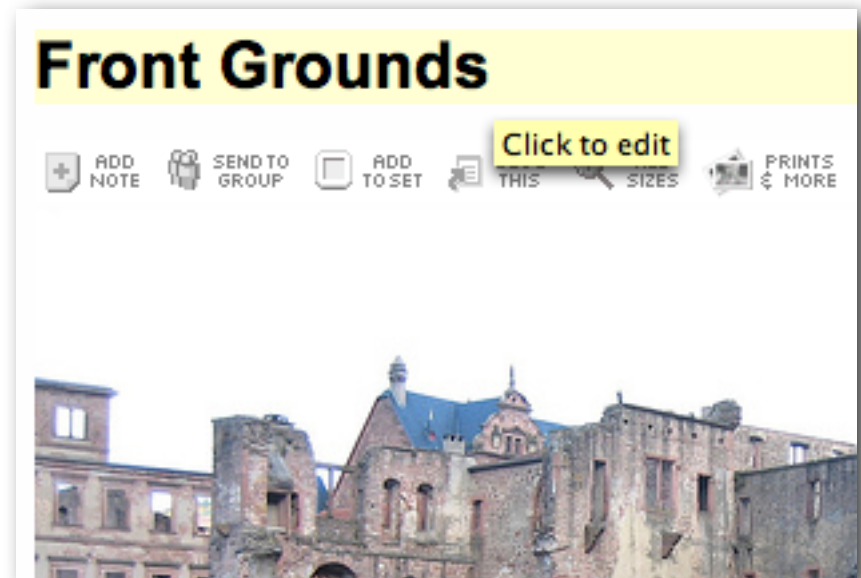 Front Grounds
Click to edit
ADD
NOTE
SEND TO
GROUP
ADD
TO SET
THIS
SIZES
PRINTS
& MORE